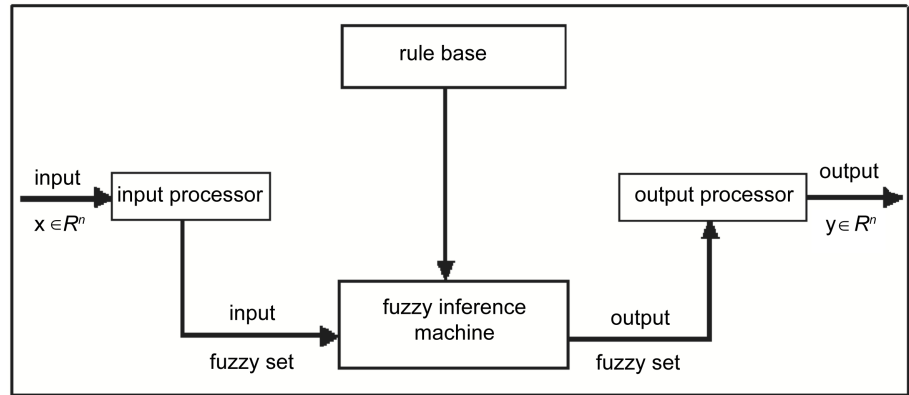 rule base
input
input processor
x ∈ Rⁿ
output processor
output
y ∈ Rⁿ
input
fuzzy set
fuzzy inference
machine
output
fuzzy set